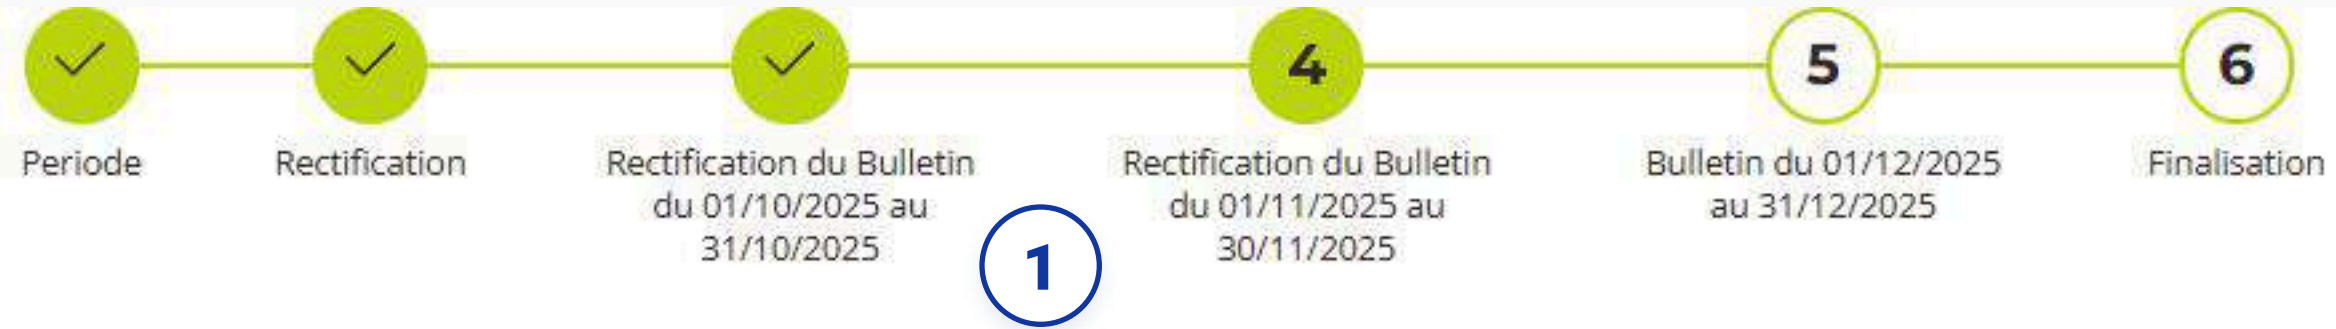 4
5
6
Periode
Rectification
Rectification du Bulletin
du 01/10/2025 au
31/10/2025
Rectification du Bulletin
du 01/11/2025 au
30/11/2025
Bulletin du 01/12/2025
au 31/12/2025
Finalisation
1